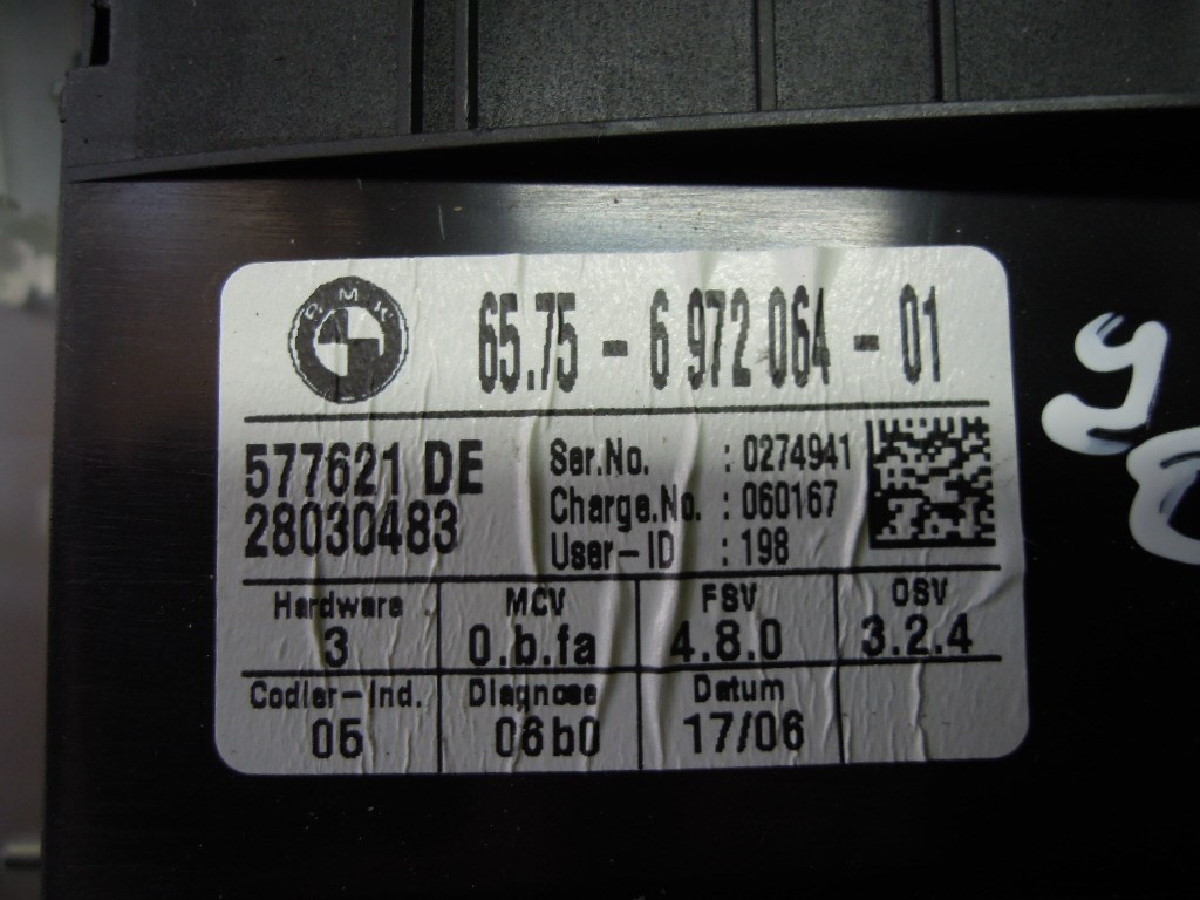 BMW
65.75 - 6 972 064 - 01
577621 DE
28030483
Ser.No. : 0274941
Charge.No. : 060167
User-ID : 198
Hardware MCV FSV OSV
3 0.b.fa 4.8.0 3.2.4
Codier-Ind. Diagnose Datum
05 06b0 17/06